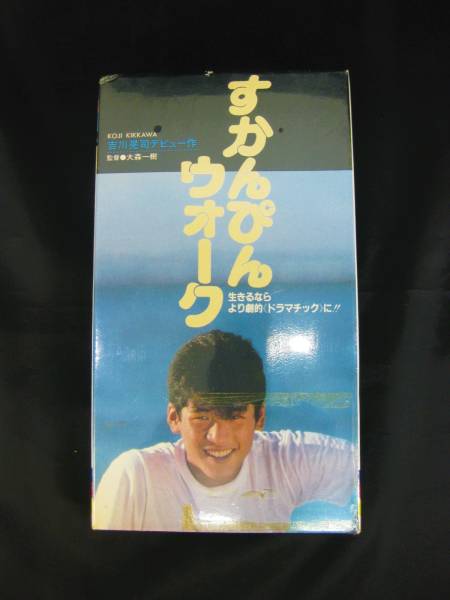 KOJI KIKKAWA
吉川晃司デビュー作
監督●大森一樹
すかんぴん
ウォーク
生きるなら
より劇的〈ドラマチック〉に!!